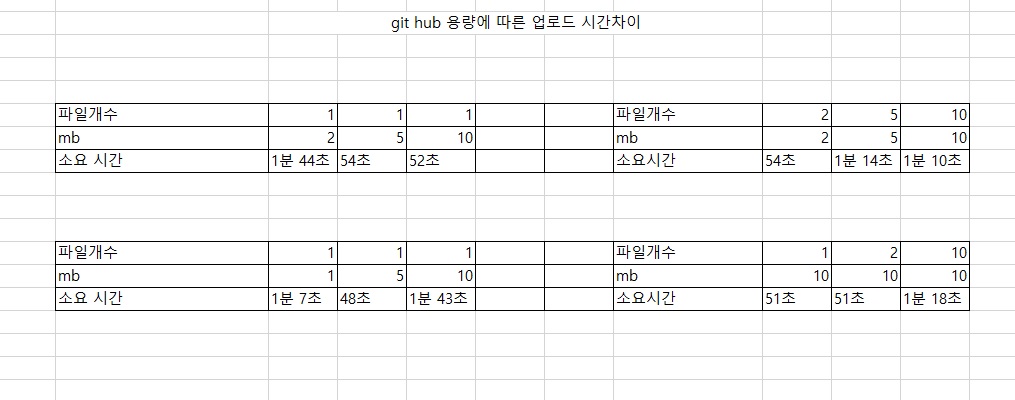 git hub 용량에 따른 업로드 시간차이
파일개수 1 1 1 파일개수 2 5 10
mb 2 5 10 mb 2 5 10
소요 시간 1분 44초 54초 52초 소요시간 54초 1분 14초 1분 10초
파일개수 1 1 1 파일개수 1 2 10
mb 1 5 10 mb 10 10 10
소요 시간 1분 7초 48초 1분 43초 소요시간 51초 51초 1분 18초